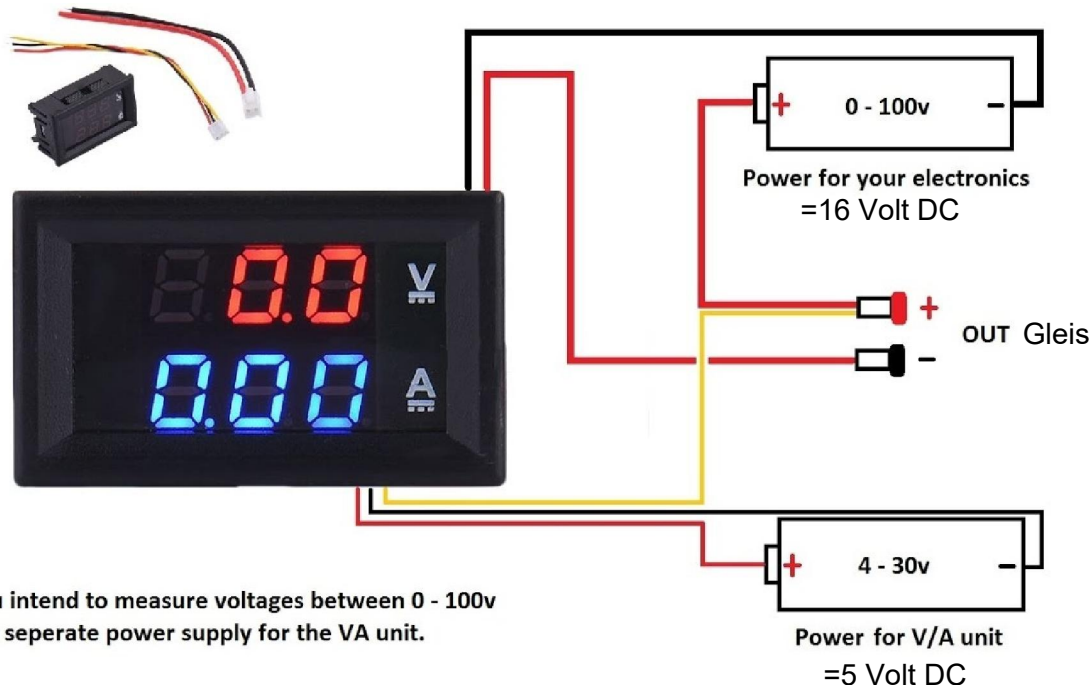 + 0 - 100v −
Power for your electronics
=16 Volt DC
0.0 V
0.00 A
+
OUT Gleis
−
+ 4 - 30v −
intend to measure voltages between 0 - 100v
seperate power supply for the VA unit.
Power for V/A unit
=5 Volt DC